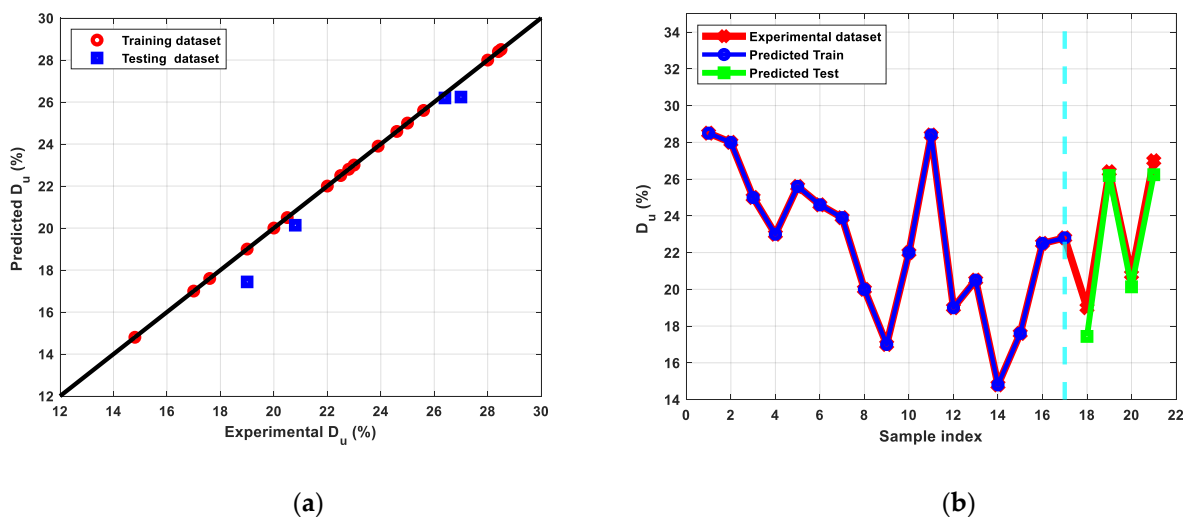 30
28
26
24
22
20
18
16
14
12
Predicted D_u (%)
Training dataset
Testing dataset
12 14 16 18 20 22 24 26 28 30
Experimental D_u (%)
(a)
34
32
30
28
26
24
22
20
18
16
14
D_u (%)
Experimental dataset
Predicted Train
Predicted Test
0 2 4 6 8 10 12 14 16 18 20 22
Sample index
(b)